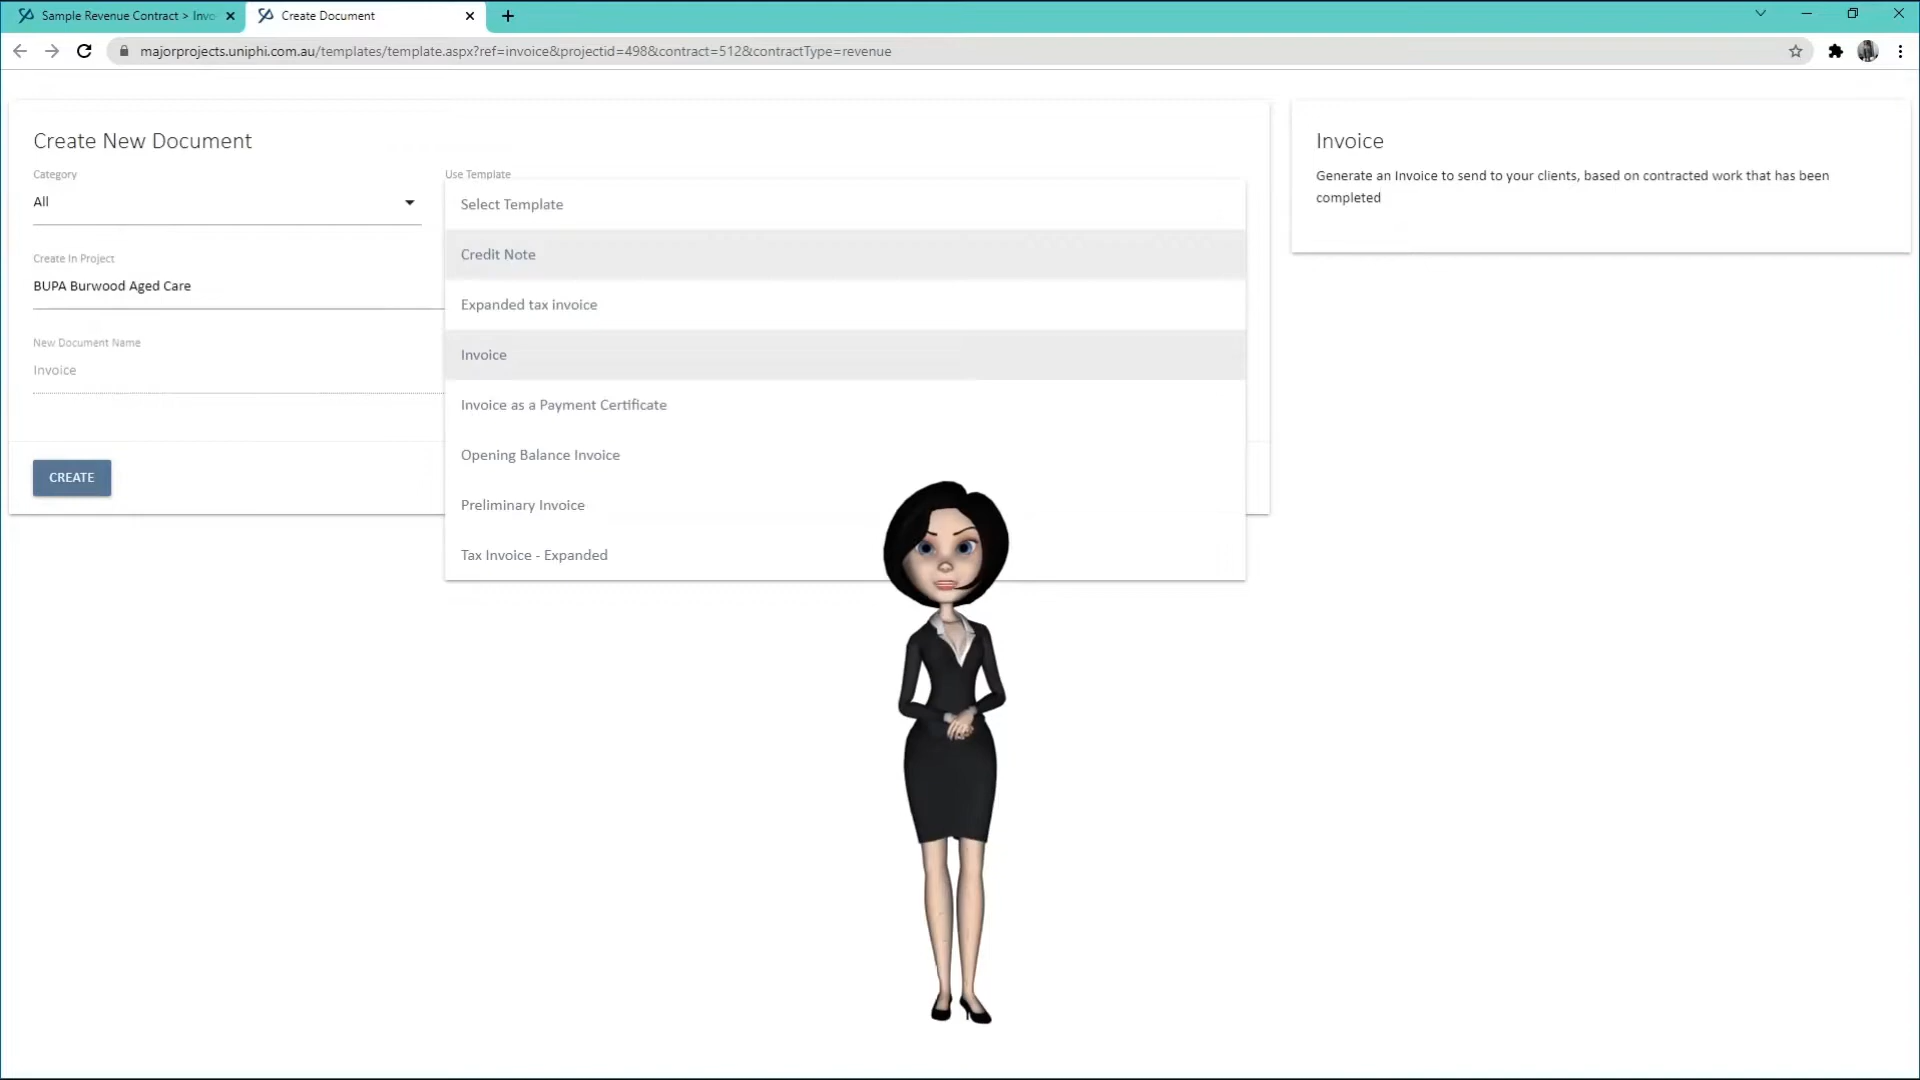 Sample Revenue Contract > Invo
Create Document
majorprojects.uniphi.com.au/templates/template.aspx?ref=invoice&projectid=498&contract=512&contractType=revenue
Create New Document
Category
All
Use Template
Select Template
Credit Note
Expanded tax invoice
Invoice
Invoice as a Payment Certificate
Opening Balance Invoice
Preliminary Invoice
Tax Invoice - Expanded
Create In Project
BUPA Burwood Aged Care
New Document Name
Invoice
CREATE
Invoice
Generate an Invoice to send to your clients, based on contracted work that has been
completed